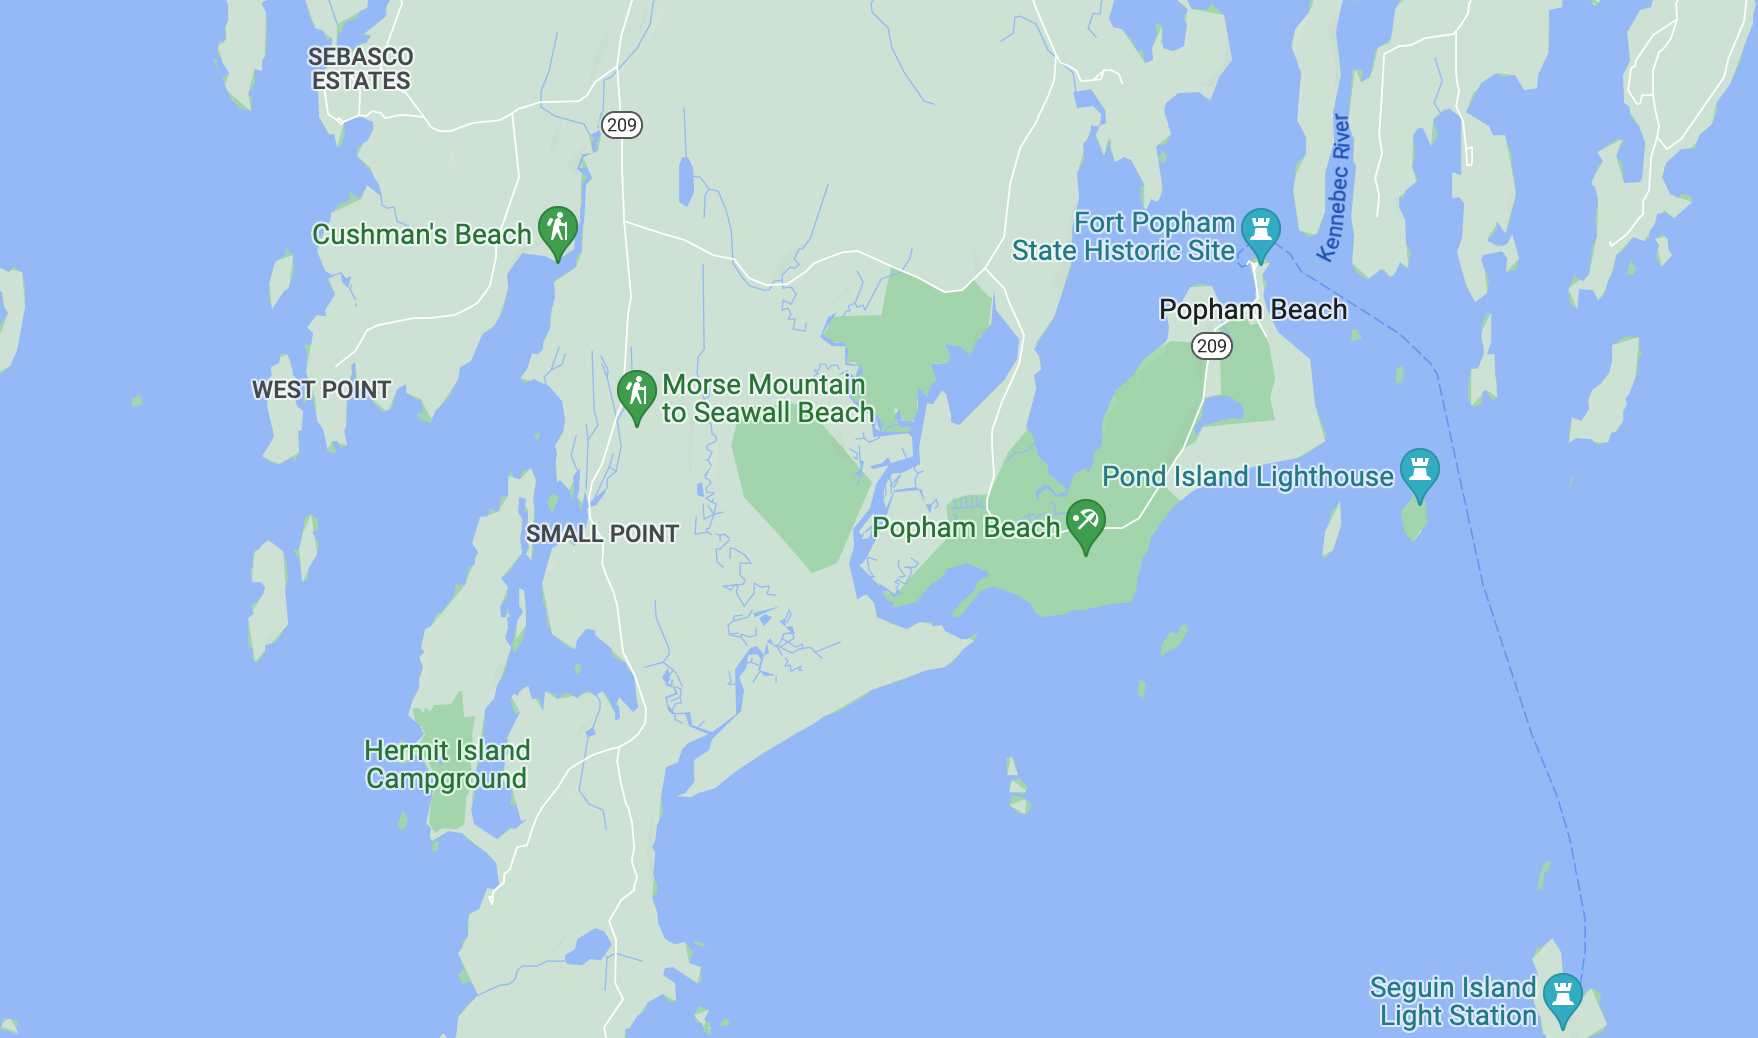 SEBASCO
ESTATES
209
Kennebec River
Cushman's Beach
Fort Popham
State Historic Site
Popham Beach
209
WEST POINT
Morse Mountain
to Seawall Beach
Pond Island Lighthouse
SMALL POINT
Popham Beach
Hermit Island
Campground
Seguin Island
Light Station